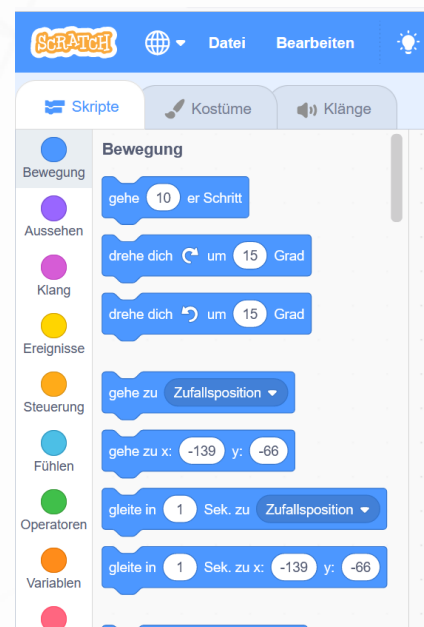 SCRATCH Datei Bearbeiten
Skripte Kostüme Klänge
Bewegung
Aussehen
Klang
Ereignisse
Steuerung
Fühlen
Operatoren
Variablen
Bewegung
gehe 10 er Schritt
drehe dich um 15 Grad
drehe dich um 15 Grad
gehe zu Zufallsposition
gehe zu x: -139 y: -66
gleite in 1 Sek. zu Zufallsposition
gleite in 1 Sek. zu x: -139 y: -66